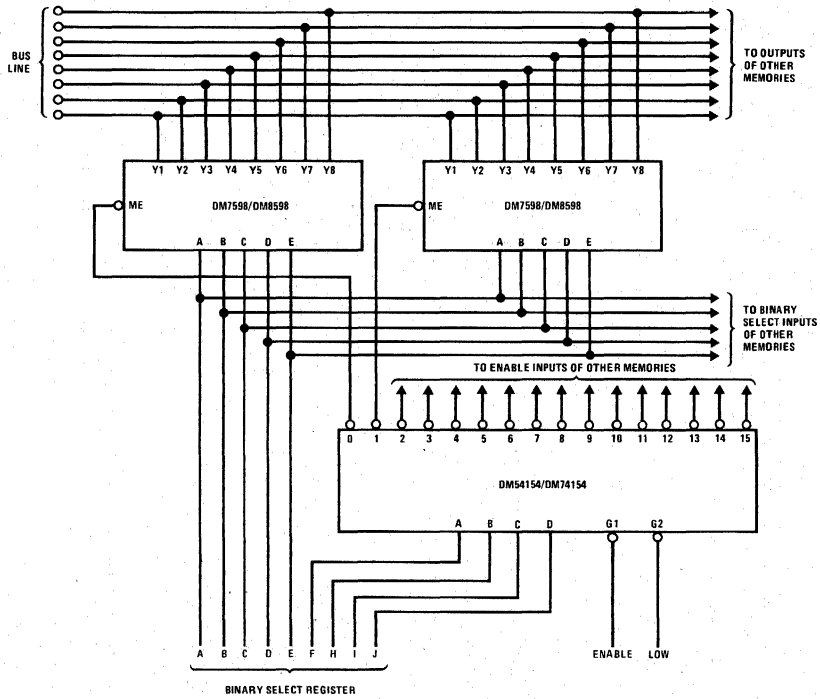 BUS
LINE
TO OUTPUTS
OF OTHER
MEMORIES
Y1 Y2 Y3 Y4 Y5 Y6 Y7 Y8
ME
DM7598/DM8598
A B C D E
Y1 Y2 Y3 Y4 Y5 Y6 Y7 Y8
ME
DM7598/DM8598
A B C D E
TO BINARY
SELECT INPUTS
OF OTHER
MEMORIES
TO ENABLE INPUTS OF OTHER MEMORIES
0 1 2 3 4 5 6 7 8 9 10 11 12 13 14 15
DM54154/DM74154
A B C D G1 G2
A B C D E F H I J
ENABLE LOW
BINARY SELECT REGISTER